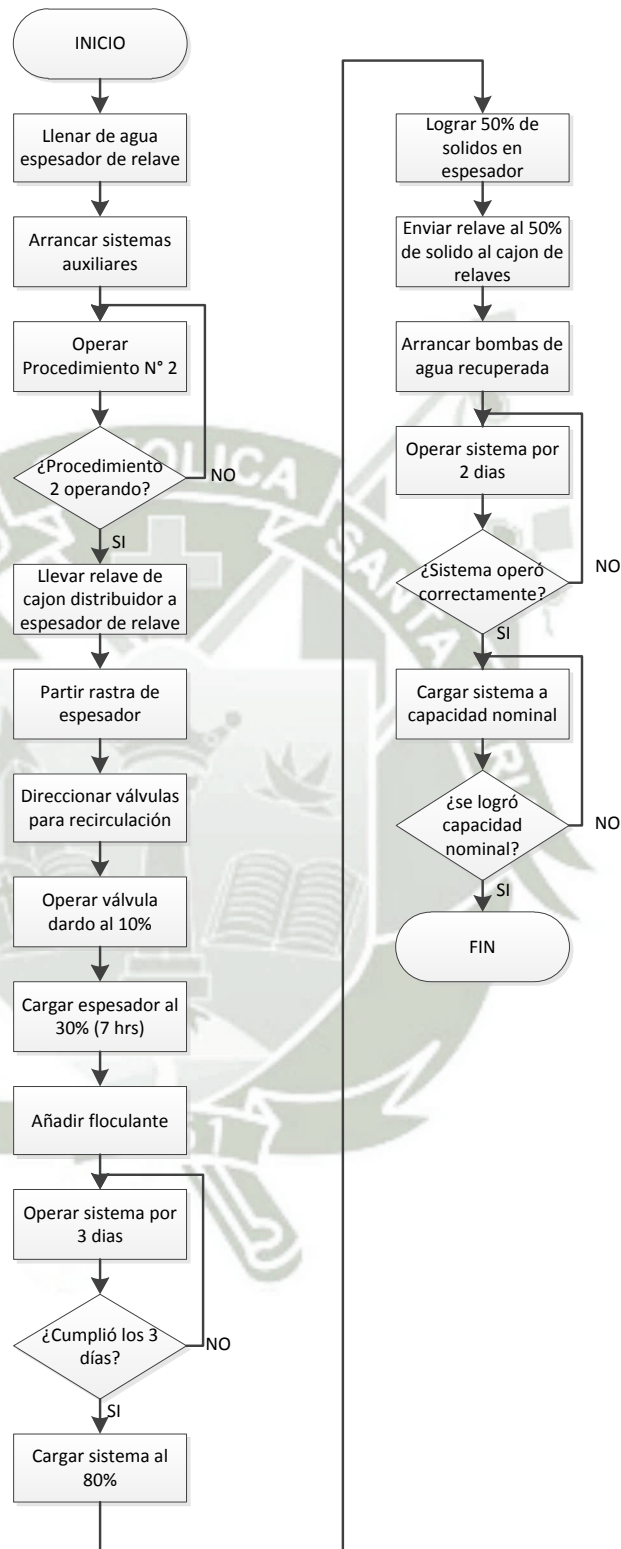 INICIO
Llenar de agua
espesador de relave
Arrancar sistemas
auxiliares
Operar
Procedimiento N° 2
¿Procedimiento
2 operando?
NO
SI
Llevar relave de
cajon distribuidor a
espesador de relave
Partir rastra de
espesador
Direccionar válvulas
para recirculación
Operar válvula
dardo al 10%
Cargar espesador al
30% (7 hrs)
Añadir floculante
Operar sistema por
3 dias
¿Cumplió los 3
días?
NO
SI
Cargar sistema al
80%
Lograr 50% de
solidos en
espesador
Enviar relave al 50%
de solido al cajon de
relaves
Arrancar bombas de
agua recuperada
Operar sistema por
2 dias
¿Sistema operó
correctamente?
NO
SI
Cargar sistema a
capacidad nominal
¿se logró
capacidad
nominal?
NO
SI
FIN